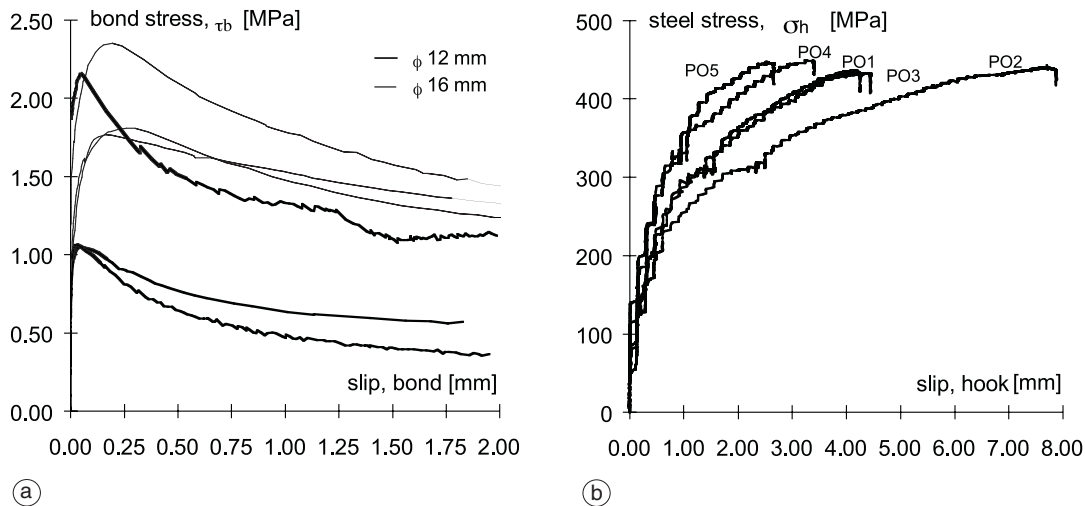 bond stress, τb [MPa]
2.50
2.00
1.50
1.00
0.50
0.00
ϕ 12 mm
ϕ 16 mm
slip, bond [mm]
0.00 0.25 0.50 0.75 1.00 1.25 1.50 1.75 2.00
a
steel stress, σh [MPa]
500
400
300
200
400
0
PO5
PO4
PO1
PO3
PO2
slip, hook [mm]
0.00 1.00 2.00 3.00 4.00 5.00 6.00 7.00 8.00
b